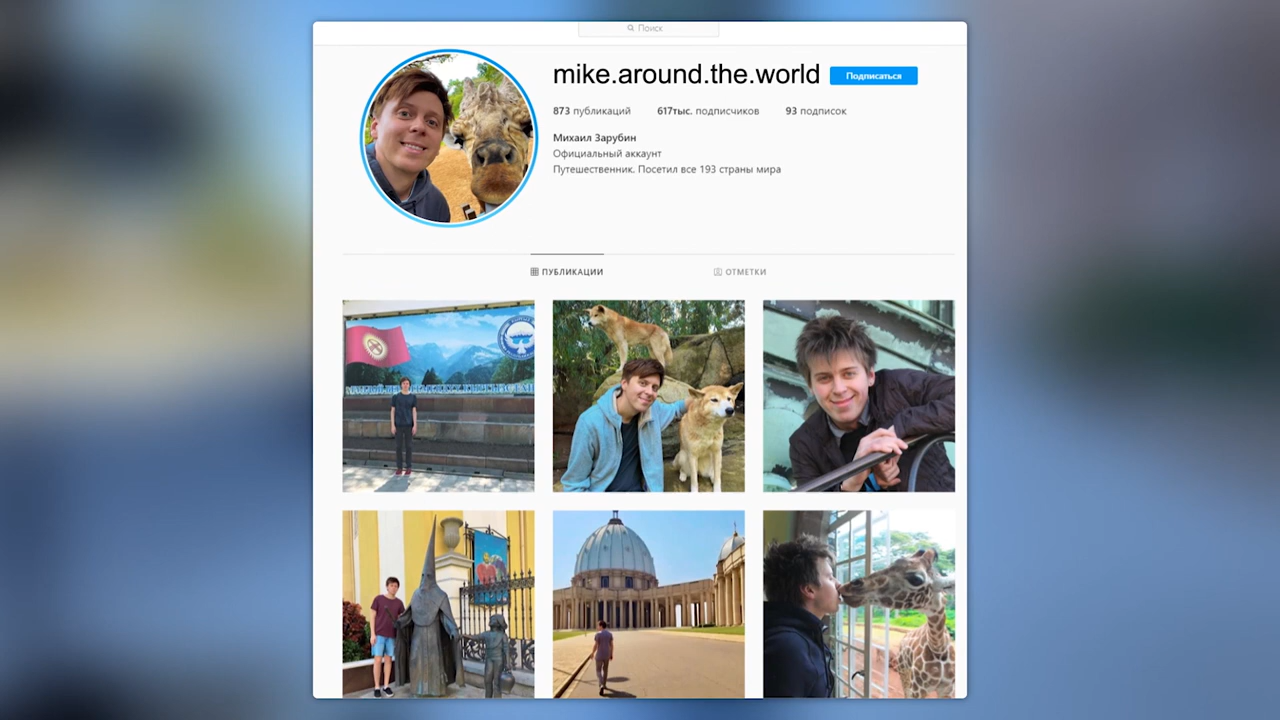 Поиск
mike.around.the.world
Подписаться
873 публикаций 617тыс. подписчиков 93 подписок
Михаил Зарубин
Официальный аккаунт
Путешественник. Посетил все 193 страны мира
ПУБЛИКАЦИИ ОТМЕТКИ